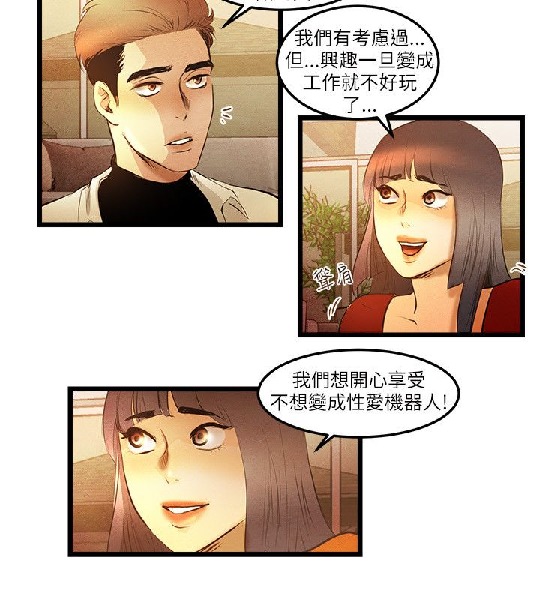 我們有考慮過...
但...興趣一旦變成
工作就不好玩
了...
聳肩
我們想開心享受
不想變成性愛機器人!